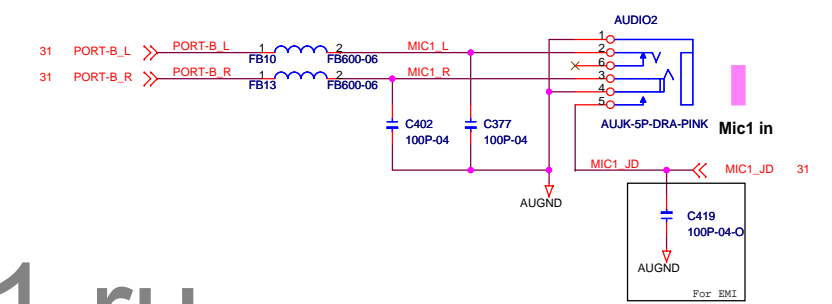 AUDIO2
1
31 PORT-B_L PORT-B_L 1 2 MIC1_L 2
FB10 FB600-06
6
31 PORT-B_R PORT-B_R 1 2 MIC1_R 3
FB13 FB600-06
4
5
C402 C377
100P-04 100P-04
AUJK-5P-DRA-PINK
Mic1 in
MIC1_JD MIC1_JD 31
AUGND
C419
100P-04-O
AUGND
For EMI
1 ru